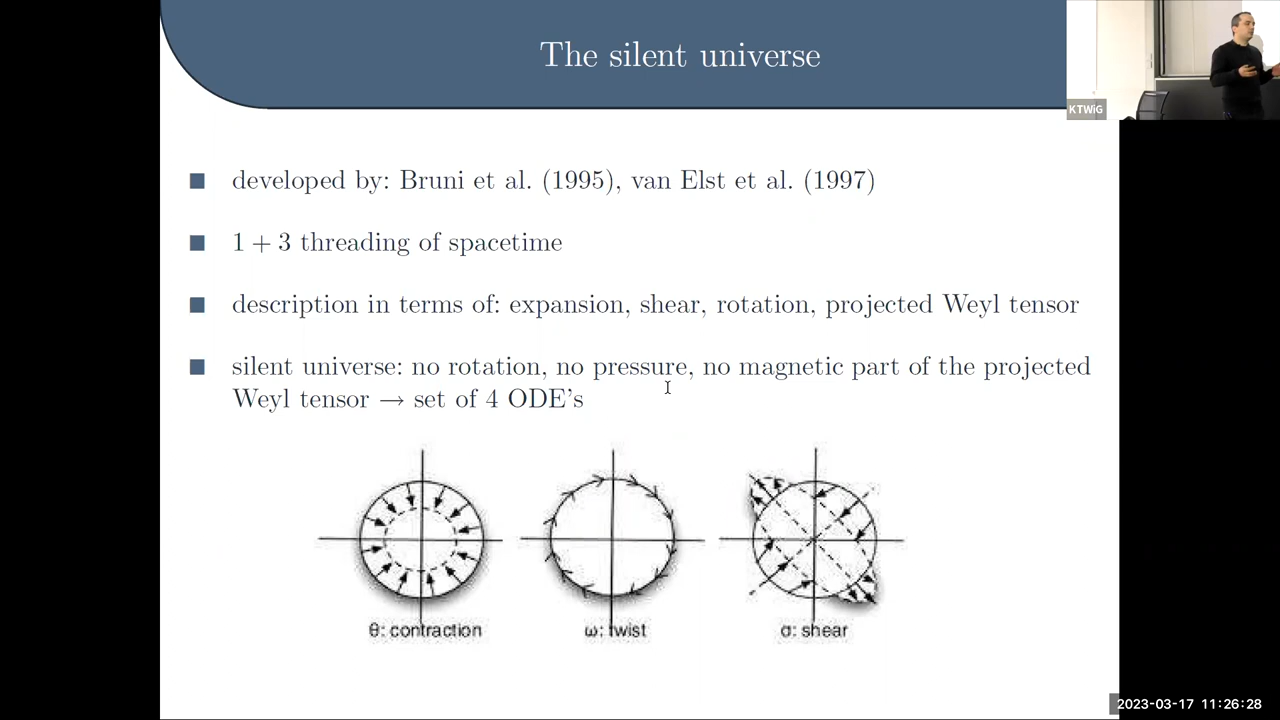 The silent universe
KTWiG
developed by: Bruni et al. (1995), van Elst et al. (1997)
1 + 3 threading of spacetime
description in terms of: expansion, shear, rotation, projected Weyl tensor
silent universe: no rotation, no pressure, no magnetic part of the projected
Weyl tensor → set of 4 ODE's
θ: contraction
ω: twist
σ: shear
2023-03-17 11:26:28